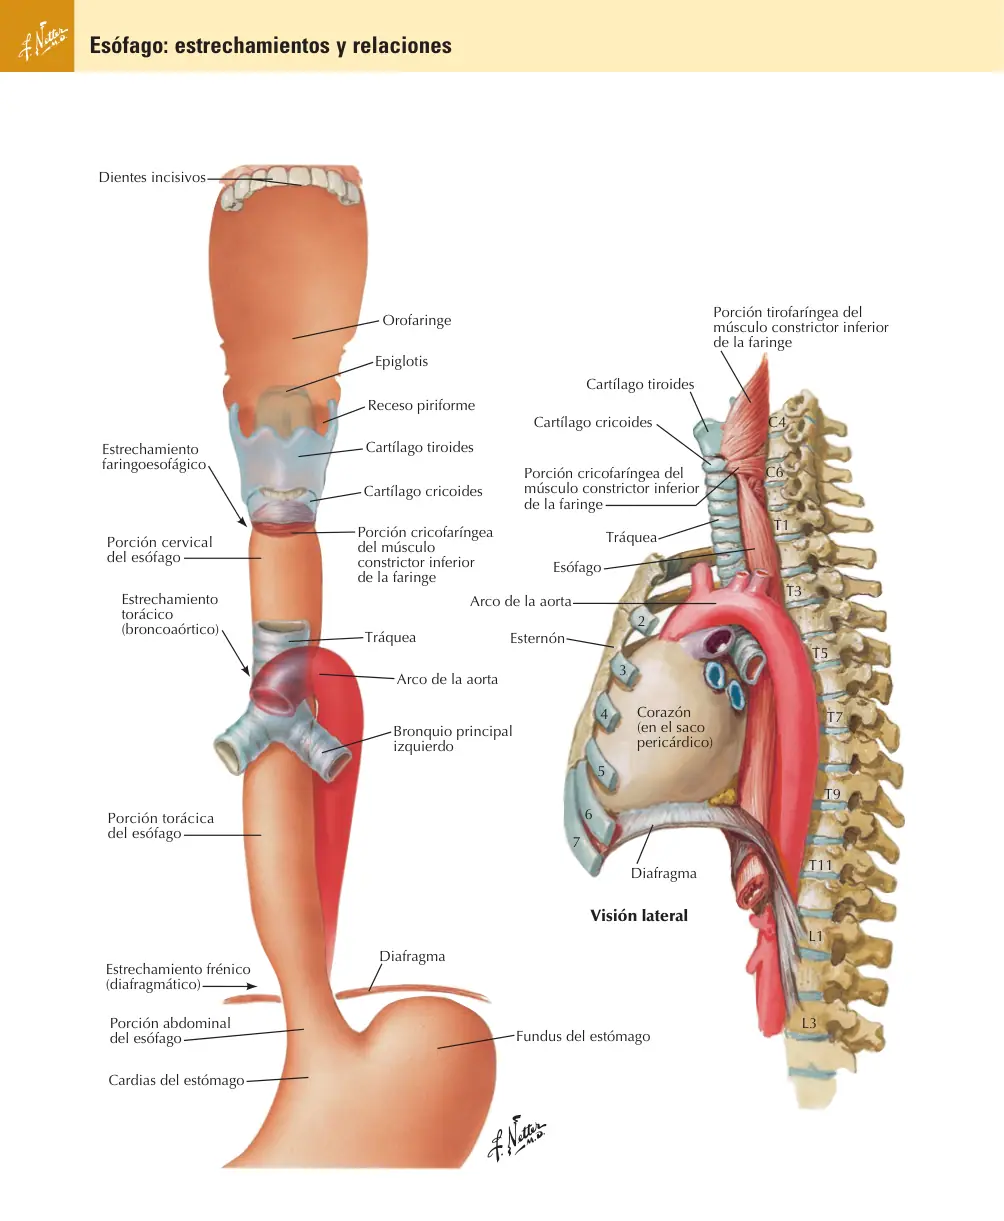 F. Netter M.D.
Esófago: estrechamientos y relaciones
Dientes incisivos
Orofaringe
Epiglotis
Receso piriforme
Estrechamiento
faringoesofágico
Cartílago tiroides
Cartílago cricoides
Porción cervical
del esófago
Porción cricofaríngea
del músculo
constrictor inferior
de la faringe
Estrechamiento
torácico
(broncoaórtico)
Tráquea
Arco de la aorta
Bronquio principal
izquierdo
Porción torácica
del esófago
Diafragma
Estrechamiento frénico
(diafragmático)
Porción abdominal
del esófago
Fundus del estómago
Cardias del estómago
F. Netter M.D.
Porción tirofaríngea del
músculo constrictor inferior
de la faringe
Cartílago tiroides
Cartílago cricoides
Porción cricofaríngea del
músculo constrictor inferior
de la faringe
Tráquea
Esófago
Arco de la aorta
Esternón
C4
C6
T1
T3
T5
T7
T9
T11
L1
L3
2
3
4
5
6
7
Corazón
(en el saco
pericárdico)
Diafragma
Visión lateral